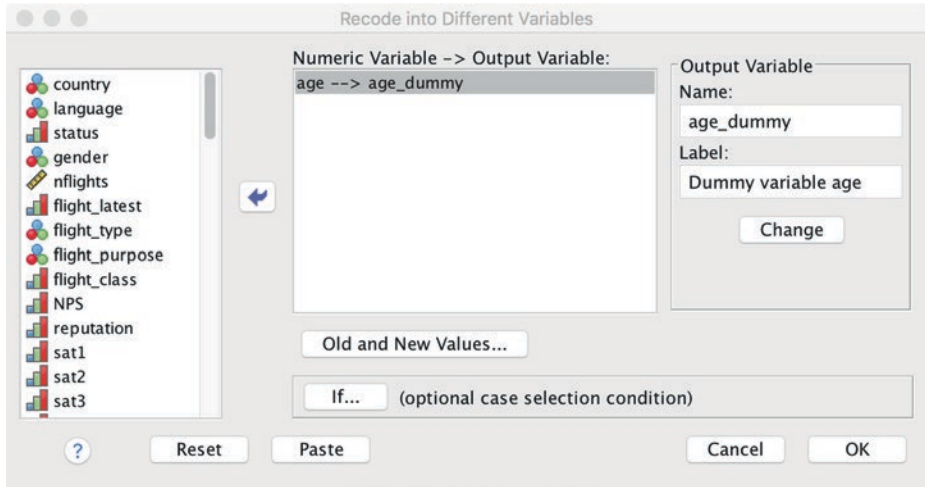 Recode into Different Variables
country
language
status
gender
nflights
flight_latest
flight_type
flight_purpose
flight_class
NPS
reputation
sat1
sat2
sat3
Numeric Variable -> Output Variable:
age --> age_dummy
Output Variable
Name:
age_dummy
Label:
Dummy variable age
Change
Old and New Values...
If... (optional case selection condition)
? Reset Paste Cancel OK